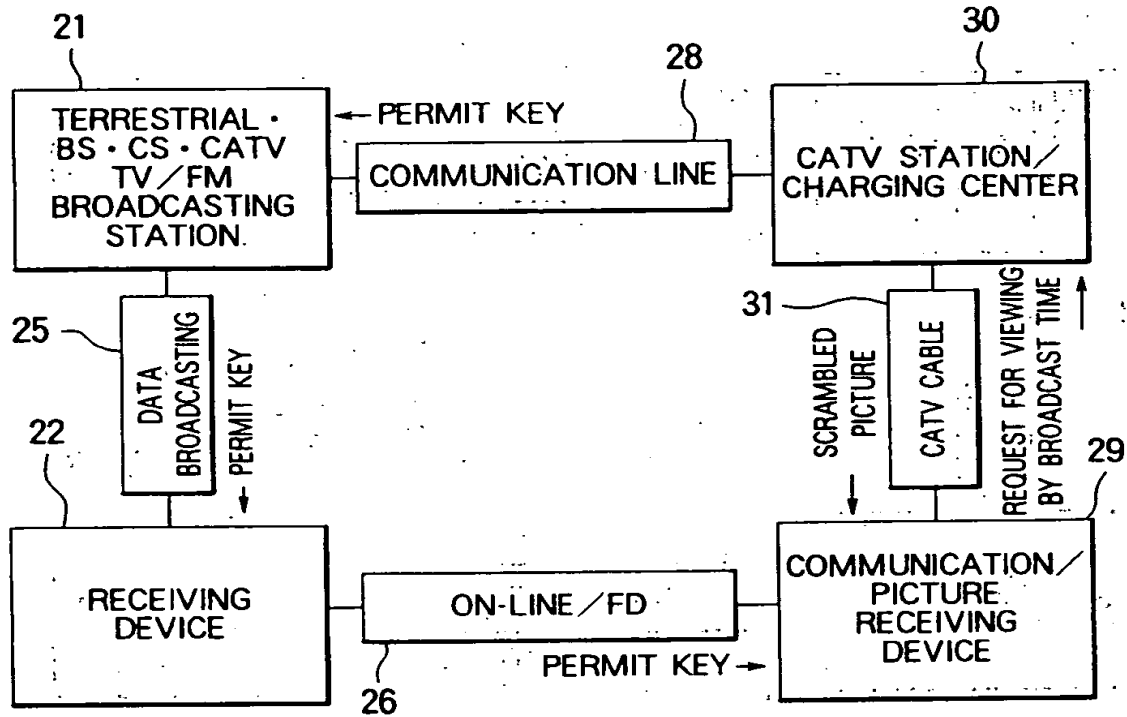 21
28
30
TERRESTRIAL・
BS・CS・CATV
TV/FM
BROADCASTING
STATION.
←PERMIT KEY
COMMUNICATION LINE
CATV STATION/
CHARGING CENTER
25
DATA
BROADCASTING
PERMIT KEY
↓
31
SCRAMBLED
PICTURE
↓
CATV CABLE
REQUEST FOR VIEWING
BY BROADCAST TIME
↑
22
29
RECEIVING
DEVICE
ON-LINE/FD
26
PERMIT KEY→
COMMUNICATION/
PICTURE
RECEIVING
DEVICE